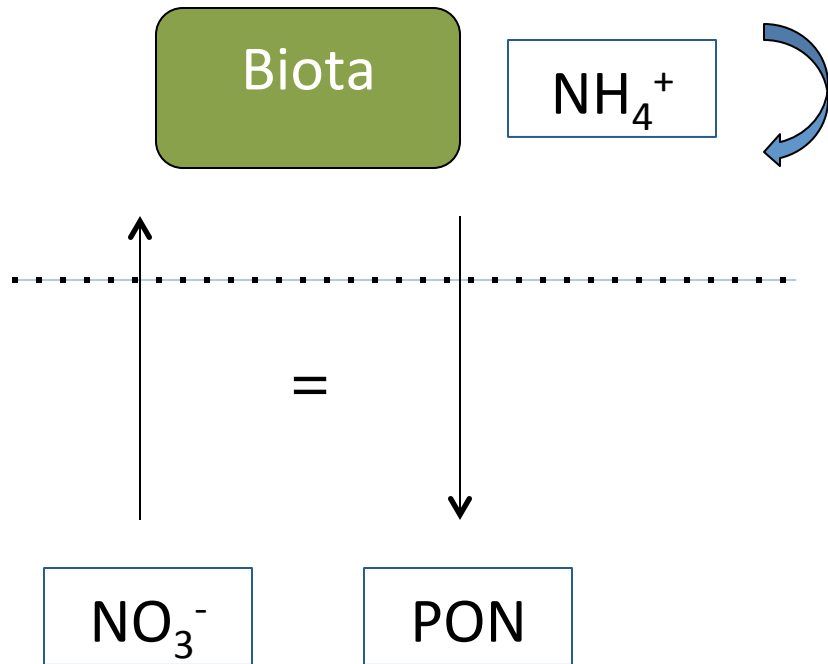 Biota
NH₄⁺
=
NO₃⁻
PON